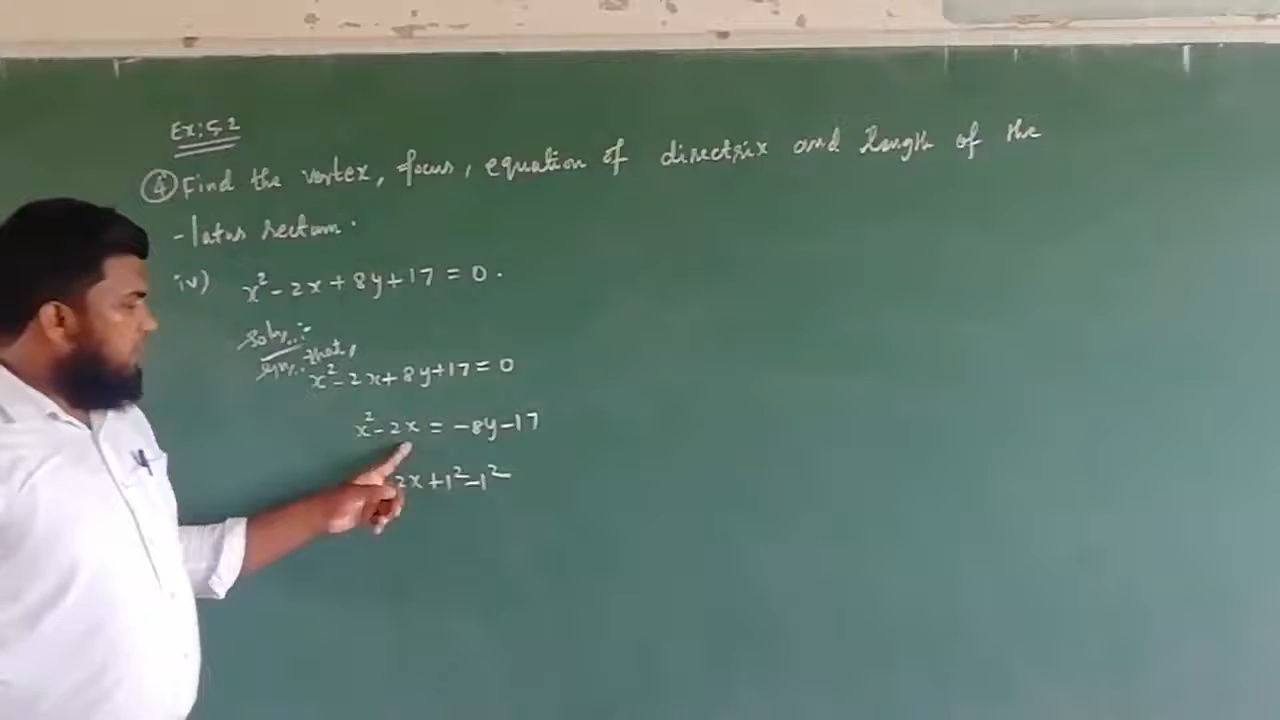 Ex: 5.2
④ Find the vertex, focus, equation of directrix and length of the
- latus rectum.
iv) x² - 2x + 8y + 17 = 0.
Soln.:-
that,
x² - 2x + 8y + 17 = 0
x² - 2x = -8y - 17
2x + 1² - 1²